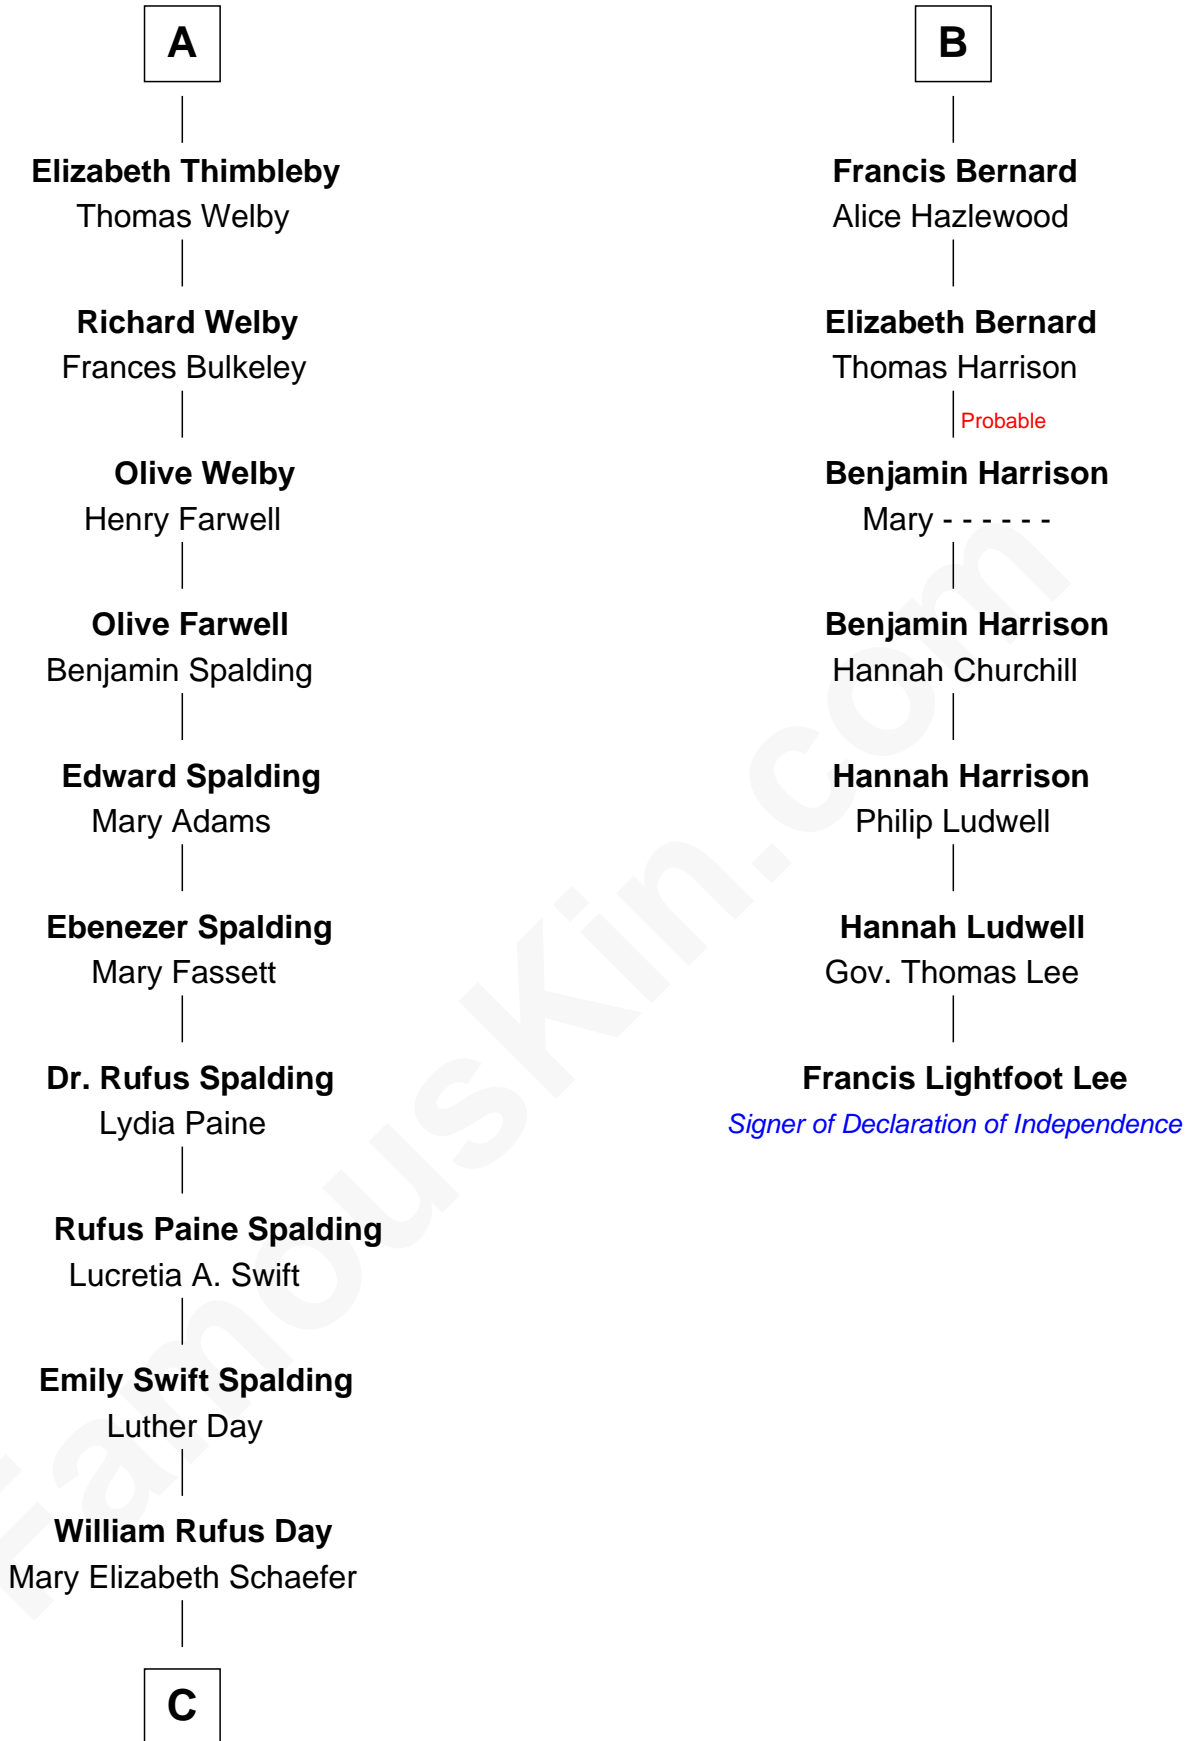 A
Elizabeth Thimbleby
Thomas Welby
Richard Welby
Frances Bulkeley
Olive Welby
Henry Farwell
Olive Farwell
Benjamin Spalding
Edward Spalding
Mary Adams
Ebenezer Spalding
Mary Fassett
Dr. Rufus Spalding
Lydia Paine
Rufus Paine Spalding
Lucretia A. Swift
Emily Swift Spalding
Luther Day
William Rufus Day
Mary Elizabeth Schaefer
C
B
Francis Bernard
Alice Hazlewood
Elizabeth Bernard
Thomas Harrison
Probable
Benjamin Harrison
Mary - - - - - -
Benjamin Harrison
Hannah Churchill
Hannah Harrison
Philip Ludwell
Hannah Ludwell
Gov. Thomas Lee
Francis Lightfoot Lee
Signer of Declaration of Independence
FamousKin.com